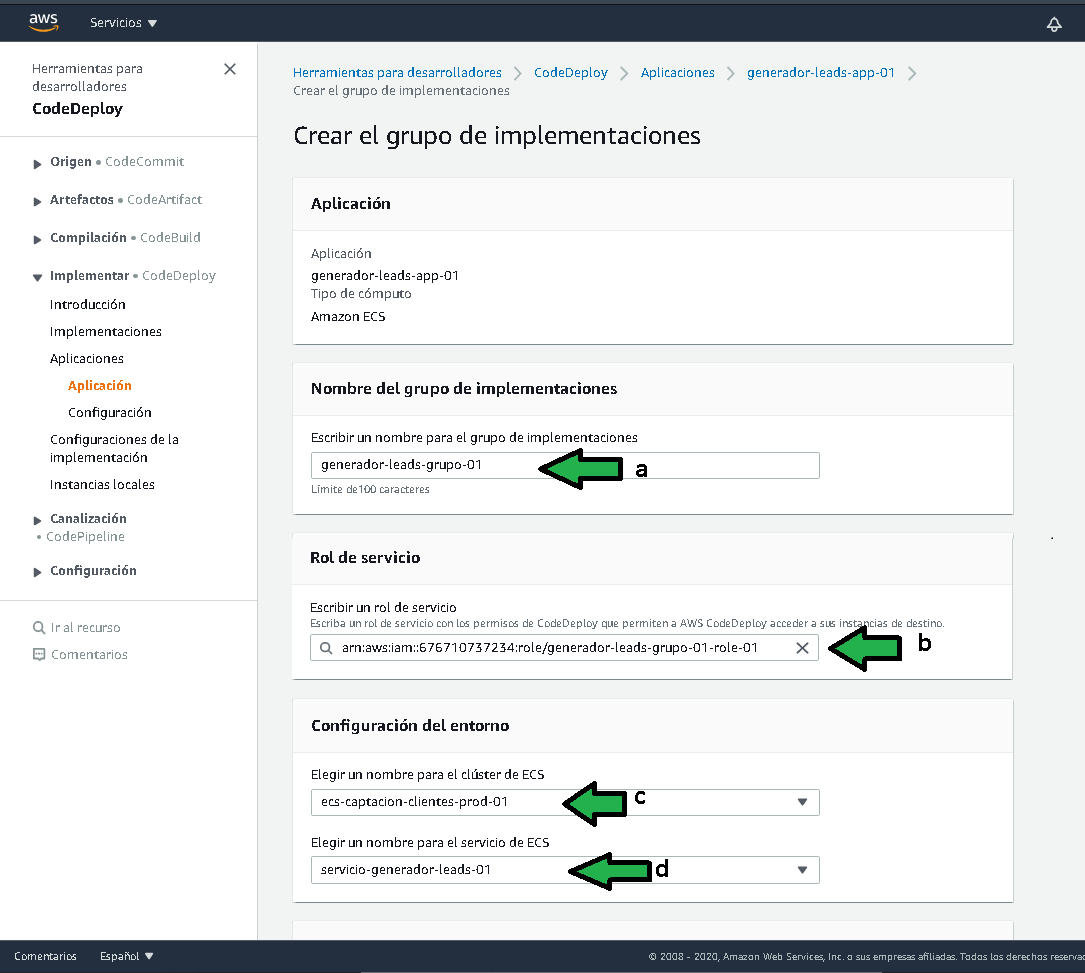 aws
Servicios
Herramientas para
desarrolladores
CodeDeploy
Origen • CodeCommit
Artefactos • CodeArtifact
Compilación • CodeBuild
Implementar • CodeDeploy
Introducción
Implementaciones
Aplicaciones
Aplicación
Configuración
Configuraciones de la
implementación
Instancias locales
Canalización
• CodePipeline
Configuración
Ir al recurso
Comentarios
Herramientas para desarrolladores > CodeDeploy > Aplicaciones > generador-leads-app-01 >
Crear el grupo de implementaciones
Crear el grupo de implementaciones
Aplicación
Aplicación
generador-leads-app-01
Tipo de cómputo
Amazon ECS
Nombre del grupo de implementaciones
Escribir un nombre para el grupo de implementaciones
generador-leads-grupo-01
a
Límite de100 caracteres
Rol de servicio
Escribir un rol de servicio
Escriba un rol de servicio con los permisos de CodeDeploy que permiten a AWS CodeDeploy acceder a sus instancias de destino.
arn:aws:iam::676710737234:role/generador-leads-grupo-01-role-01
b
Configuración del entorno
Elegir un nombre para el clúster de ECS
ecs-captacion-clientes-prod-01
c
Elegir un nombre para el servicio de ECS
servicio-generador-leads-01
d
Comentarios
Español
© 2008 - 2020, Amazon Web Services, Inc. o sus empresas afiliadas. Todos los derechos reserva